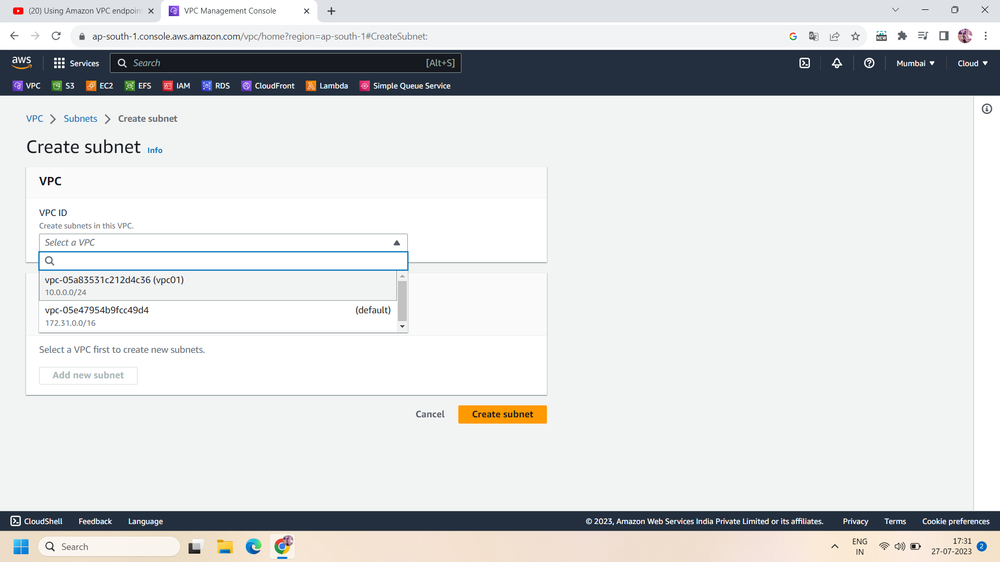 (20) Using Amazon VPC endpoin
VPC Management Console
ap-south-1.console.aws.amazon.com/vpc/home?region=ap-south-1#CreateSubnet:
NEW
aws
Services
Search
[Alt+S]
Mumbai
Cloud
VPC
S3
EC2
EFS
IAM
RDS
CloudFront
Lambda
Simple Queue Service
VPC
Subnets
Create subnet
Create subnet Info
VPC
VPC ID
Create subnets in this VPC.
Select a VPC
vpc-05a83531c212d4c36 (vpc01)
10.0.0.0/24
vpc-05e47954b9fcc49d4 (default)
172.31.0.0/16
Select a VPC first to create new subnets.
Add new subnet
Cancel
Create subnet
CloudShell
Feedback
Language
© 2023, Amazon Web Services India Private Limited or its affiliates.
Privacy
Terms
Cookie preferences
Search
ENG
IN
17:31
27-07-2023
2